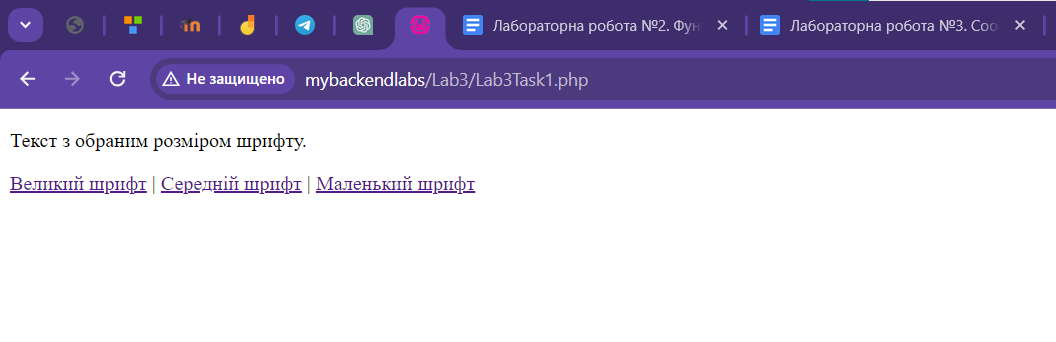 Лабораторна робота №2. Фун
Лабораторна робота №3. Соо
Не защищено
mybackendlabs/Lab3/Lab3Task1.php
Текст з обраним розміром шрифту.
Великий шрифт | Середній шрифт | Маленький шрифт